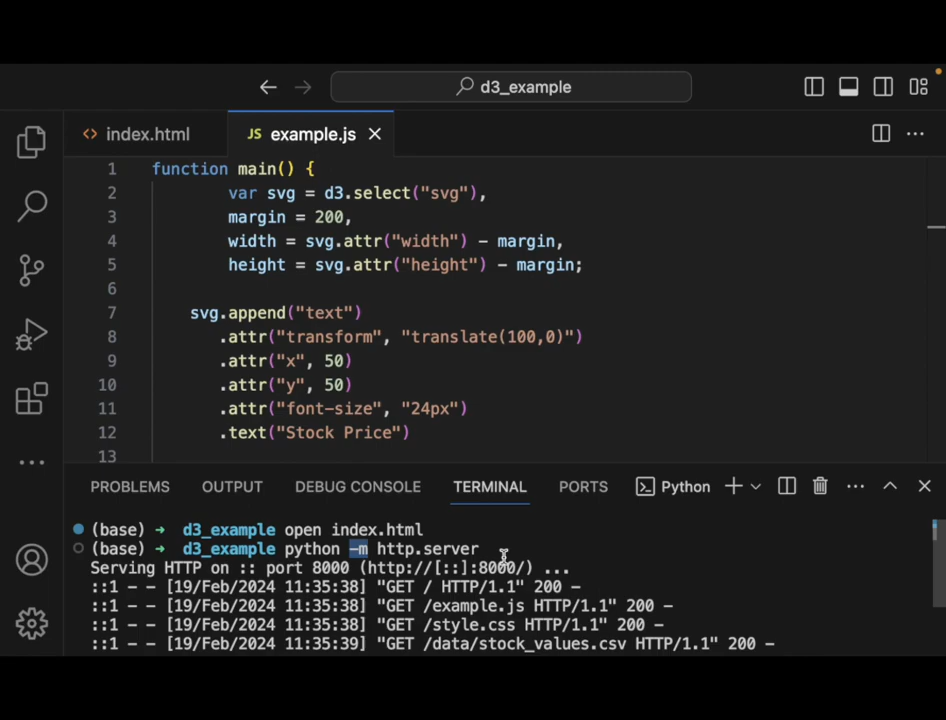 d3_example
index.html
JS example.js
1 function main() {
2 var svg = d3.select("svg"),
3 margin = 200,
4 width = svg.attr("width") - margin,
5 height = svg.attr("height") - margin;
6
7 svg.append("text")
8 .attr("transform", "translate(100,0)")
9 .attr("x", 50)
10 .attr("y", 50)
11 .attr("font-size", "24px")
12 .text("Stock Price")
13
PROBLEMS OUTPUT DEBUG CONSOLE TERMINAL PORTS Python
(base) → d3_example open index.html
(base) → d3_example python -m http.server
Serving HTTP on :: port 8000 (http://[::]:8000/) ...
::1 - - [19/Feb/2024 11:35:38] "GET / HTTP/1.1" 200 -
::1 - - [19/Feb/2024 11:35:38] "GET /example.js HTTP/1.1" 200 -
::1 - - [19/Feb/2024 11:35:38] "GET /style.css HTTP/1.1" 200 -
::1 - - [19/Feb/2024 11:35:39] "GET /data/stock_values.csv HTTP/1.1" 200 -